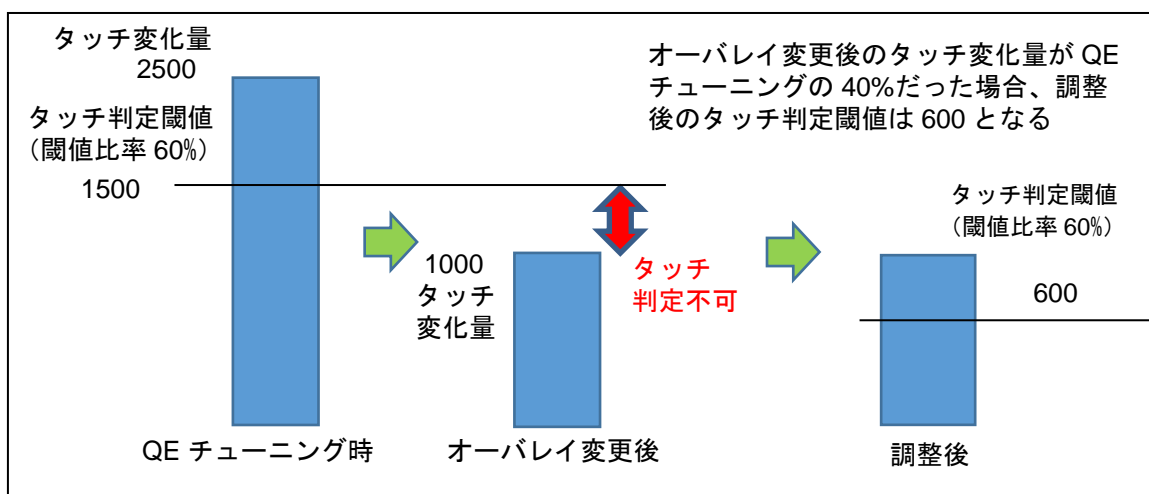 タッチ変化量
2500
タッチ判定閾値
（閾値比率 60%）
1500
オーバレイ変更後のタッチ変化量が QE
チューニングの 40%だった場合、調整
後のタッチ判定閾値は 600 となる
1000
タッチ
変化量
タッチ
判定不可
タッチ判定閾値
（閾値比率 60%）
600
QE チューニング時
オーバレイ変更後
調整後